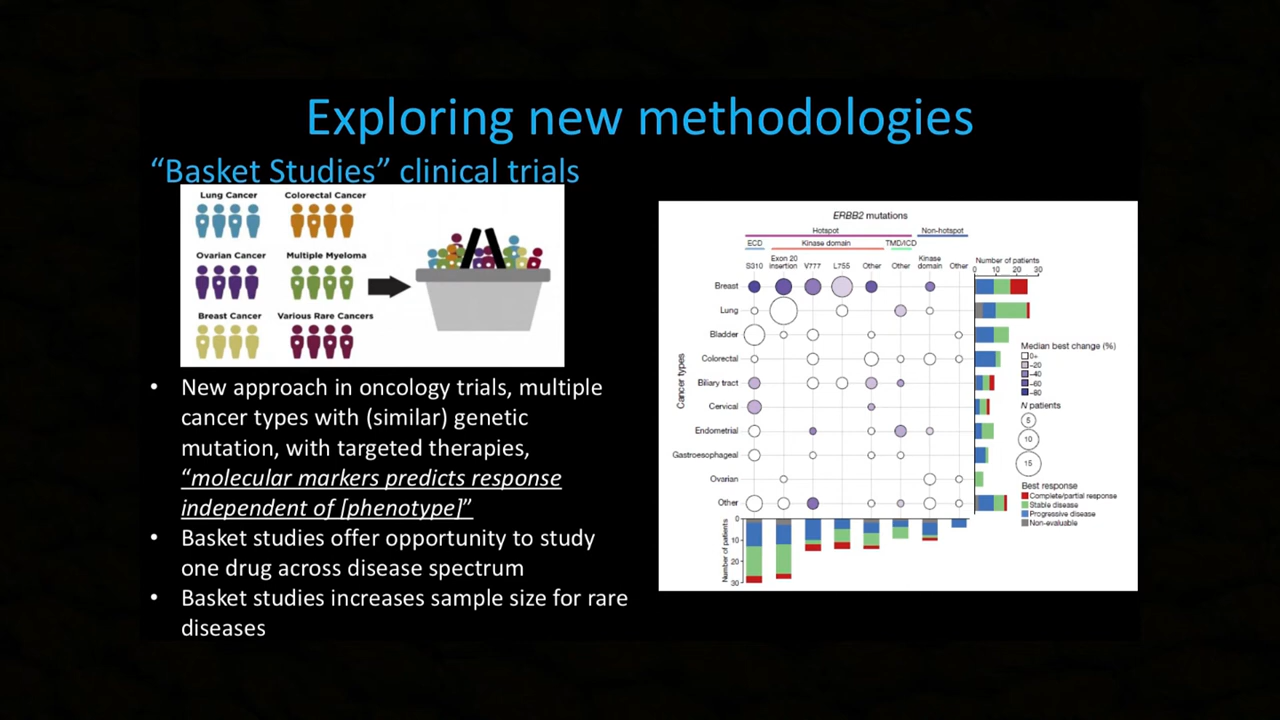 Exploring new methodologies
“Basket Studies” clinical trials
Lung Cancer
Colorectal Cancer
Ovarian Cancer
Multiple Myeloma
Breast Cancer
Various Rare Cancers
• New approach in oncology trials, multiple
cancer types with (similar) genetic
mutation, with targeted therapies,
“molecular markers predicts response
independent of [phenotype]”
• Basket studies offer opportunity to study
one drug across disease spectrum
• Basket studies increases sample size for rare
diseases
ERBB2 mutations
Hotspot
Non-hotspot
ECD
Kinase domain
TMD/ICD
S310
Exon 20
insertion
V777
L755
Other
Other
Kinase
domain
Other
Number of patients
0 10 20 30
Cancer types
Breast
Lung
Bladder
Colorectal
Biliary tract
Cervical
Endometrial
Gastroesophageal
Ovarian
Other
Median best change (%)
0+
–20
–40
–60
–80
N patients
5
10
15
Best response
Complete/partial response
Stable disease
Progressive disease
Non-evaluable
Number of patients
0
10
20
30